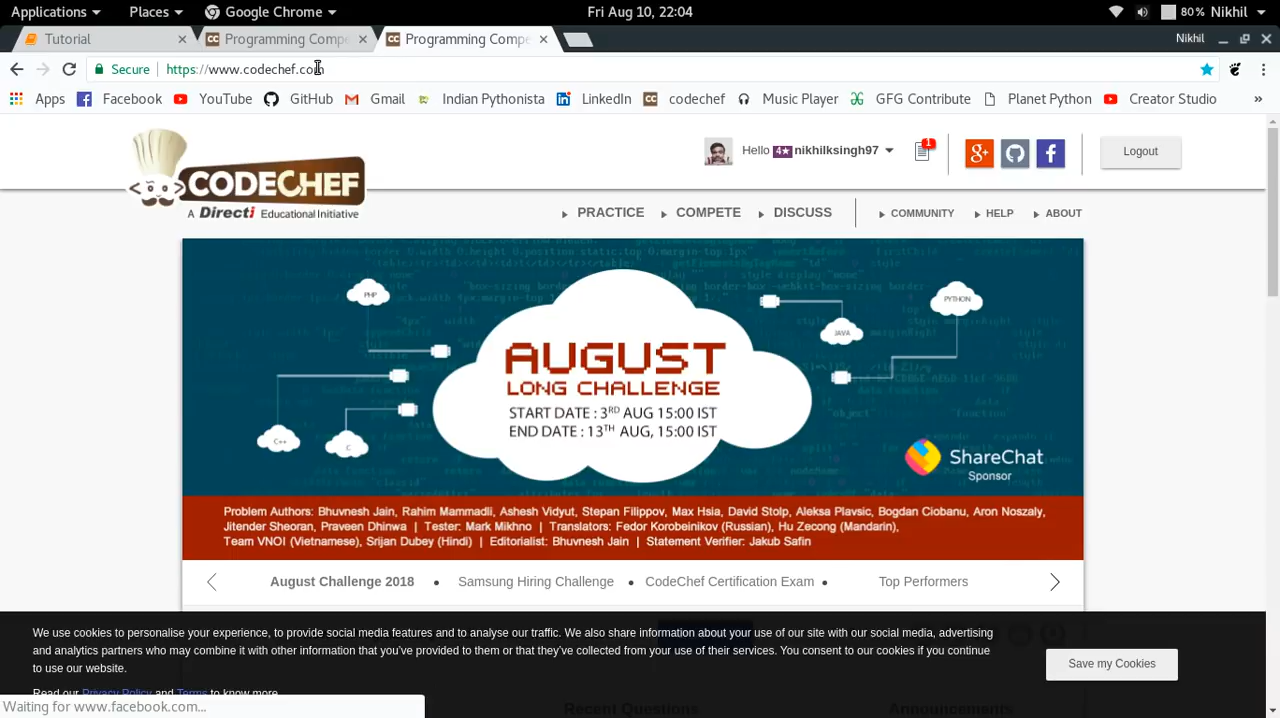 Applications Places Google Chrome Fri Aug 10, 22:04 80% Nikhil
Tutorial Programming Compe Programming Compe Nikhil
Secure https://www.codechef.com
Apps Facebook YouTube GitHub Gmail Indian Pythonista LinkedIn codechef Music Player GFG Contribute Planet Python Creator Studio »
CODECHEF
A Directi Educational Initiative
Hello 4★ nikhilksingh97 1 Logout
PRACTICE COMPETE DISCUSS COMMUNITY HELP ABOUT
PHP
PYTHON
JAVA
C++
C
AUGUST
LONG CHALLENGE
START DATE : 3RD AUG 15:00 IST
END DATE : 13TH AUG, 15:00 IST
ShareChat
Sponsor
Problem Authors: Bhuvnesh Jain, Rahim Mammadli, Ashesh Vidyut, Stepan Filippov, Max Hsia, David Stolp, Aleksa Plavsic, Bogdan Ciobanu, Aron Noszaly,
Jitender Sheoran, Praveen Dhinwa | Tester: Mark Mikhno | Translators: Fedor Korobeinikov (Russian), Hu Zecong (Mandarin),
Team VNOI (Vietnamese), Srijan Dubey (Hindi) | Editorialist: Bhuvnesh Jain | Statement Verifier: Jakub Safin
August Challenge 2018 • Samsung Hiring Challenge • CodeChef Certification Exam • Top Performers
We use cookies to personalise your experience, to provide social media features and to analyse our traffic. We also share information about your use of our site with our social media, advertising
and analytics partners who may combine it with other information that you've provided to them or that they've collected from your use of their services. You consent to our cookies if you continue
to use our website.
Save my Cookies
Read our Privacy Policy and Terms to know more
Waiting for www.facebook.com...
Recent Questions Announcements